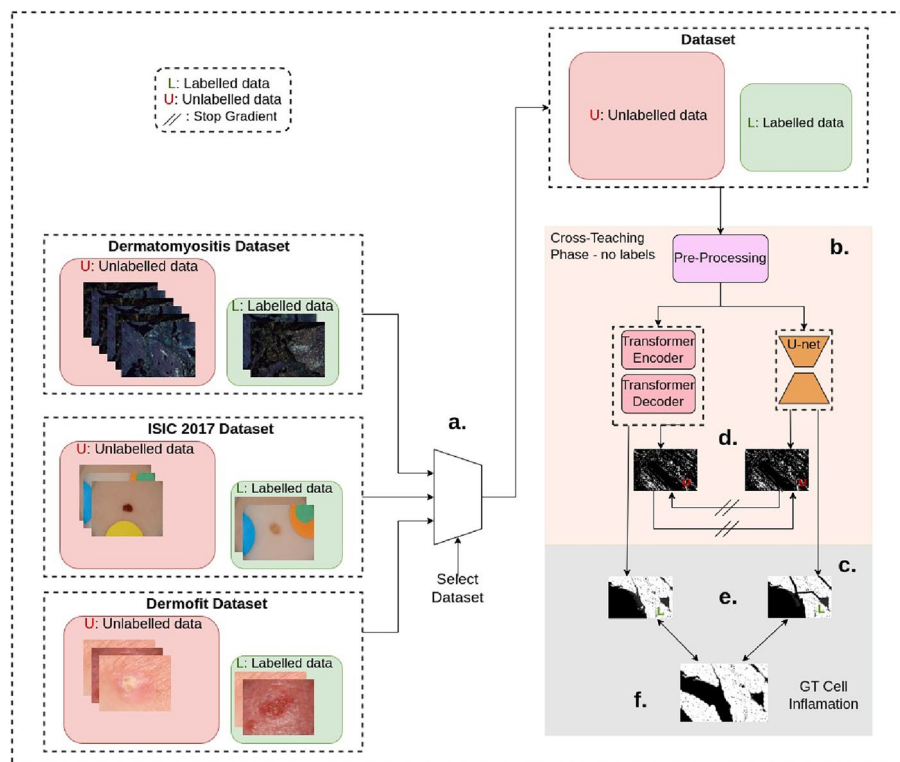 L: Labelled data
U: Unlabelled data
// : Stop Gradient
Dataset
U: Unlabelled data
L: Labelled data
Dermatomyositis Dataset
U: Unlabelled data
L: Labelled data
ISIC 2017 Dataset
U: Unlabelled data
L: Labelled data
Dermofit Dataset
U: Unlabelled data
L: Labelled data
a.
Select
Dataset
Cross-Teaching
Phase - no labels
b.
Pre-Processing
Transformer
Encoder
Transformer
Decoder
U-net
d.
U
U
c.
e.
L
L
f.
GT Cell
Inflamation